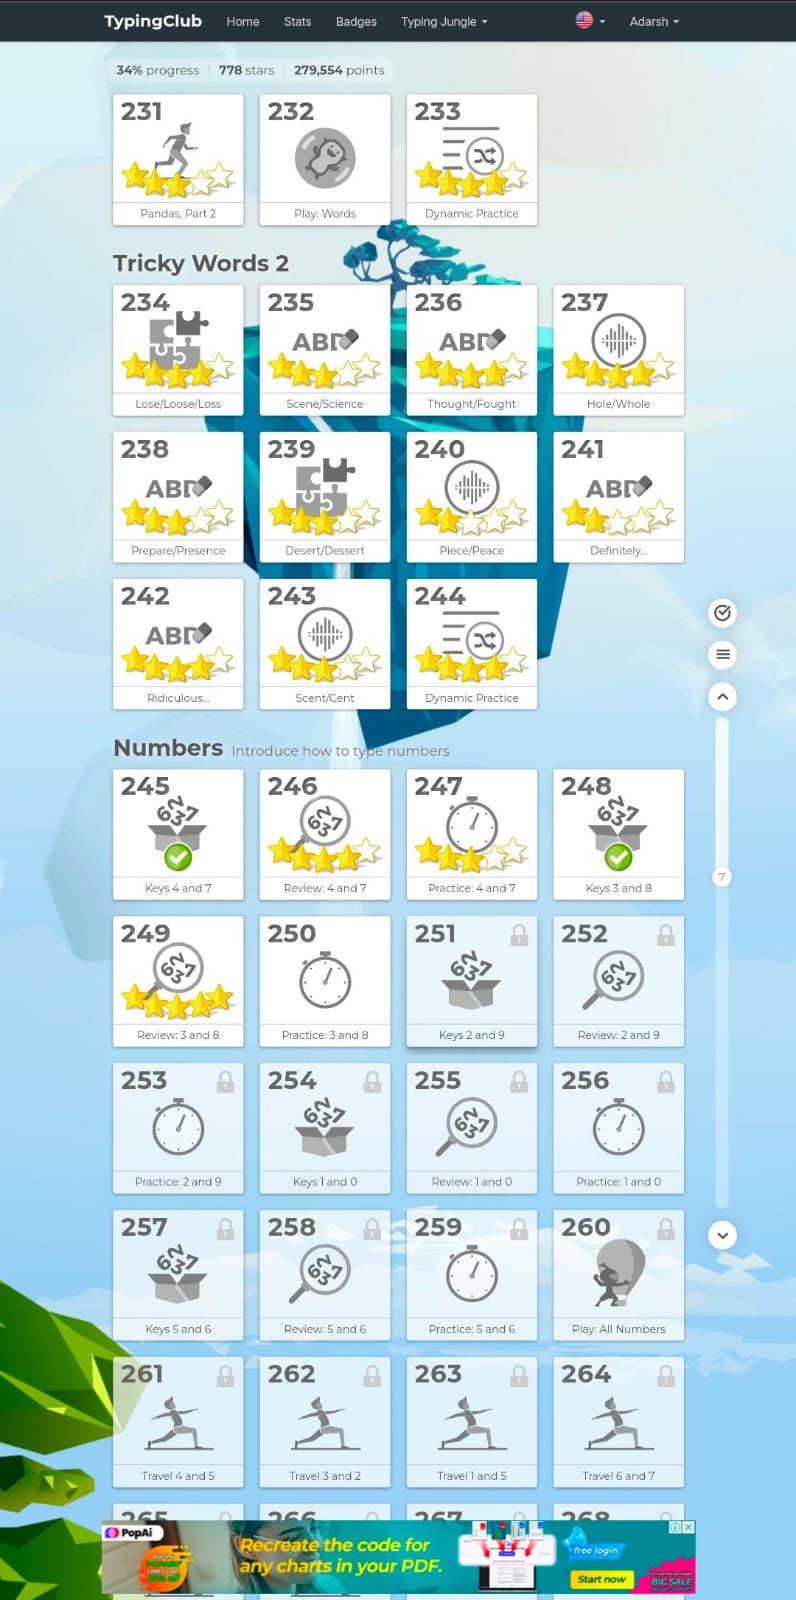 TypingClub Home Stats Badges Typing Jungle Adarsh
34% progress 778 stars 279,554 points
231 232 233
Pandas, Part 2 Play: Words Dynamic Practice
Tricky Words 2
234 235 236 237
ABD ABD
Lose/Loose/Loss Scene/Science Thought/Fought Hole/Whole
238 239 240 241
ABD ABD
Prepare/Presence Desert/Dessert Piece/Peace Definitely...
242 243 244
ABD
Ridiculous... Scent/Cent Dynamic Practice
Numbers Introduce how to type numbers
245 246 247 248
Keys 4 and 7 Review: 4 and 7 Practice: 4 and 7 Keys 3 and 8
7
249 250 251 252
Review: 3 and 8 Practice: 3 and 8 Keys 2 and 9 Review: 2 and 9
253 254 255 256
Practice: 2 and 9 Keys 1 and 0 Review: 1 and 0 Practice: 1 and 0
257 258 259 260
Keys 5 and 6 Review: 5 and 6 Practice: 5 and 6 Play: All Numbers
261 262 263 264
Travel 4 and 5 Travel 3 and 2 Travel 1 and 5 Travel 6 and 7
265 266 267 268
PopAi
Recreate the code for
any charts in your PDF.
free login
Start now
BIG SALE